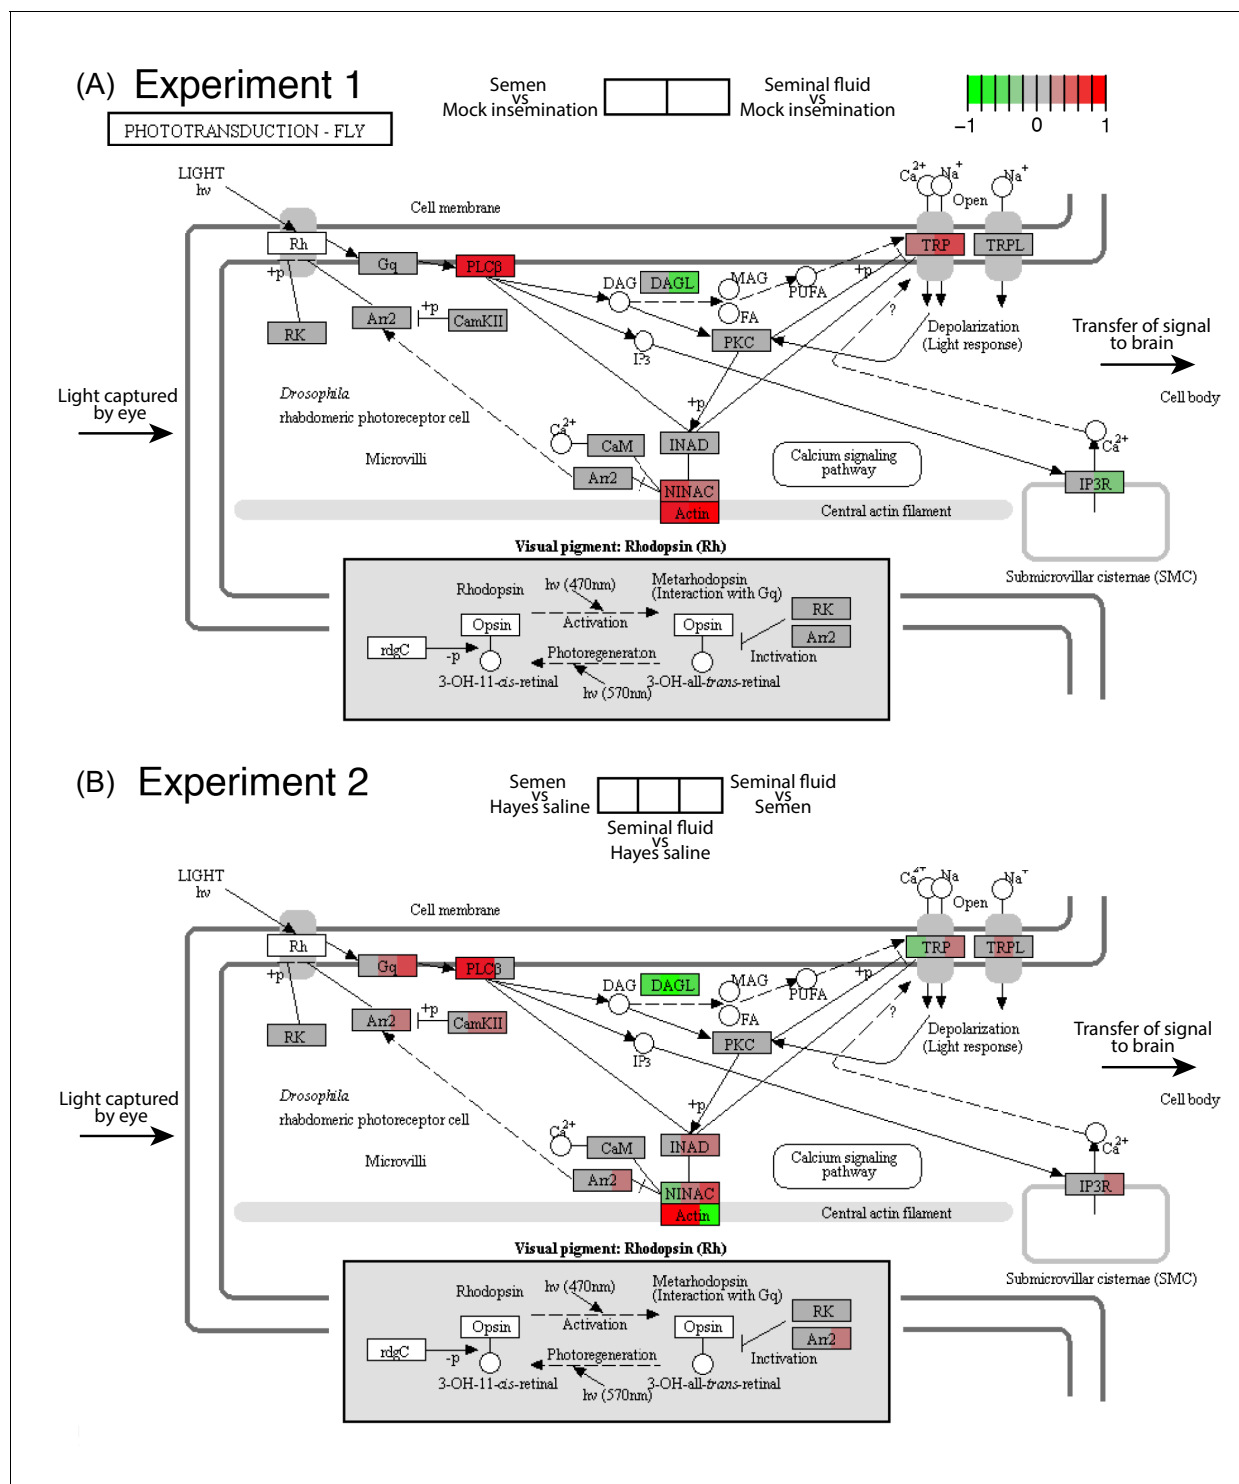 (A) Experiment 1
Semen
vs
Mock insemination
Seminal fluid
vs
Mock insemination
−1 0 1
PHOTOTRANSDUCTION - FLY
LIGHT
hν
Cell membrane
Ca2+ Na+ Na+
Open
Rh
+p
Gq
PLCβ
TRP
TRPL
DAG
DAGL
MAG
PUFA
+p
FA
RK
Arr2
+p
CamKII
PKC
IP3
?
Depolarization
(Light response)
Transfer of signal
to brain
Cell body
Light captured
by eye
Drosophila
rhabdomeric photoreceptor cell
Microvilli
+p
Ca2+
CaM
INAD
Arr2
NINAC
Actin
Calcium signaling
pathway
Central actin filament
Ca2+
IP3R
Submicrovillar cisternae (SMC)
Visual pigment: Rhodopsin (Rh)
Rhodopsin
hν (470nm)
Metarhodopsin
(Interaction with Gq)
Opsin
Activation
Opsin
RK
Arr2
rdgC
-p
Photoregeneration
Inctivation
3-OH-11-cis-retinal
3-OH-all-trans-retinal
hν (570nm)
(B) Experiment 2
Semen
vs
Hayes saline
Seminal fluid
vs
Semen
Seminal fluid
vs
Hayes saline
LIGHT
hν
Cell membrane
Ca2+ Na Na+
Open
Rh
+p
Gq
PLCβ
TRP
TRPL
DAG
DAGL
MAG
PUFA
+p
FA
RK
Arr2
+p
CamKII
PKC
IP3
?
Depolarization
(Light response)
Transfer of signal
to brain
Cell body
Light captured
by eye
Drosophila
rhabdomeric photoreceptor cell
Microvilli
+p
Ca2+
CaM
INAD
Arr2
NINAC
Actin
Calcium signaling
pathway
Central actin filament
Ca2+
IP3R
Submicrovillar cisternae (SMC)
Visual pigment: Rhodopsin (Rh)
Rhodopsin
hν (470nm)
Metarhodopsin
(Interaction with Gq)
Opsin
Activation
Opsin
RK
Arr2
rdgC
-p
Photoregeneration
Inctivation
3-OH-11-cis-retinal
3-OH-all-trans-retinal
hν (570nm)